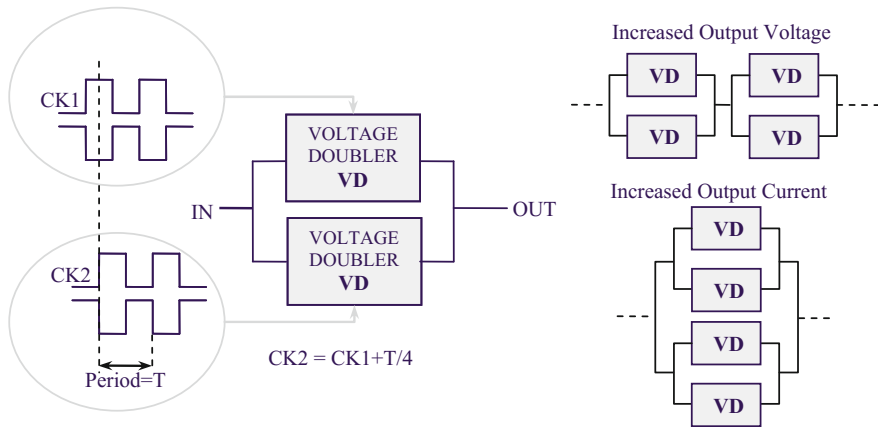 CK1
CK2
Period=T
IN
VOLTAGE
DOUBLER
VD
VOLTAGE
DOUBLER
VD
OUT
CK2 = CK1+T/4
Increased Output Voltage
VD
VD
VD
VD
Increased Output Current
VD
VD
VD
VD